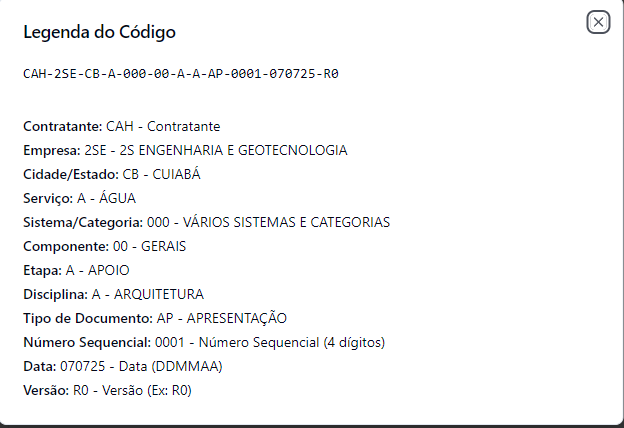 Legenda do Código
CAH-2SE-CB-A-000-00-A-A-AP-0001-070725-R0
Contratante: CAH - Contratante
Empresa: 2SE - 2S ENGENHARIA E GEOTECNOLOGIA
Cidade/Estado: CB - CUIABÁ
Serviço: A - ÁGUA
Sistema/Categoria: 000 - VÁRIOS SISTEMAS E CATEGORIAS
Componente: 00 - GERAIS
Etapa: A - APOIO
Disciplina: A - ARQUITETURA
Tipo de Documento: AP - APRESENTAÇÃO
Número Sequencial: 0001 - Número Sequencial (4 dígitos)
Data: 070725 - Data (DDMMAA)
Versão: R0 - Versão (Ex: R0)